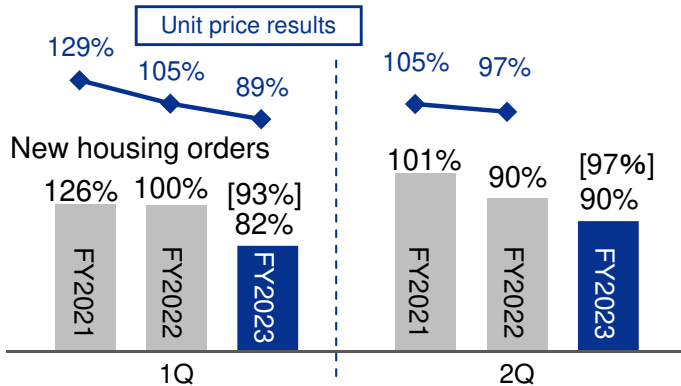 Unit price results
129%
105%
89%
105%
97%
New housing orders
126%
100%
[93%]
82%
101%
90%
[97%]
90%
FY2021
FY2022
FY2023
FY2021
FY2022
FY2023
1Q
2Q